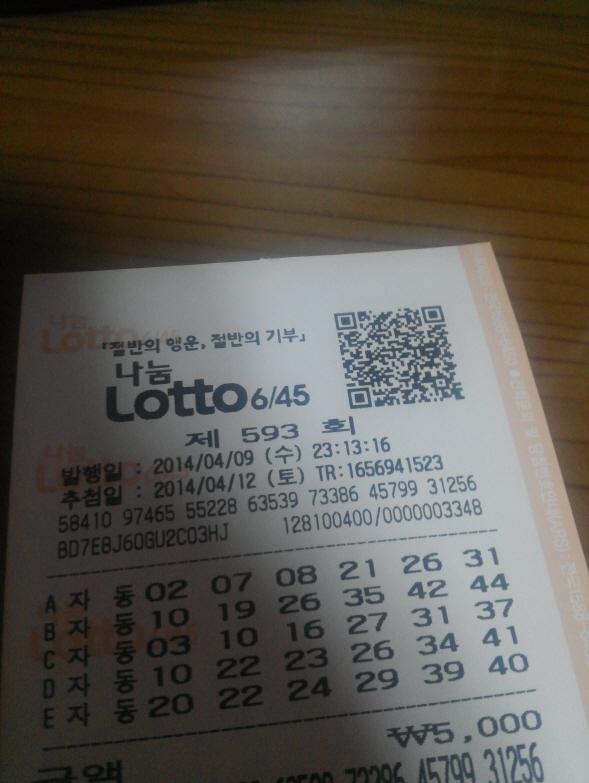 『절반의 행운, 절반의 기부』
나눔
Lotto 6/45
제 593 회
발행일 : 2014/04/09 (수) 23:13:16
추첨일 : 2014/04/12 (토) TR:1656941523
58410 97465 55228 63539 73386 45799 31256
128100400/0000003348
A 자 동 02 07 08 21 26 31
B 자 동 10 19 26 35 42 44
C 자 동 03 10 16 27 31 37
D 자 동 10 22 23 26 34 41
E 자 동 20 22 24 29 39 40
₩5,000
금액
45799 31256